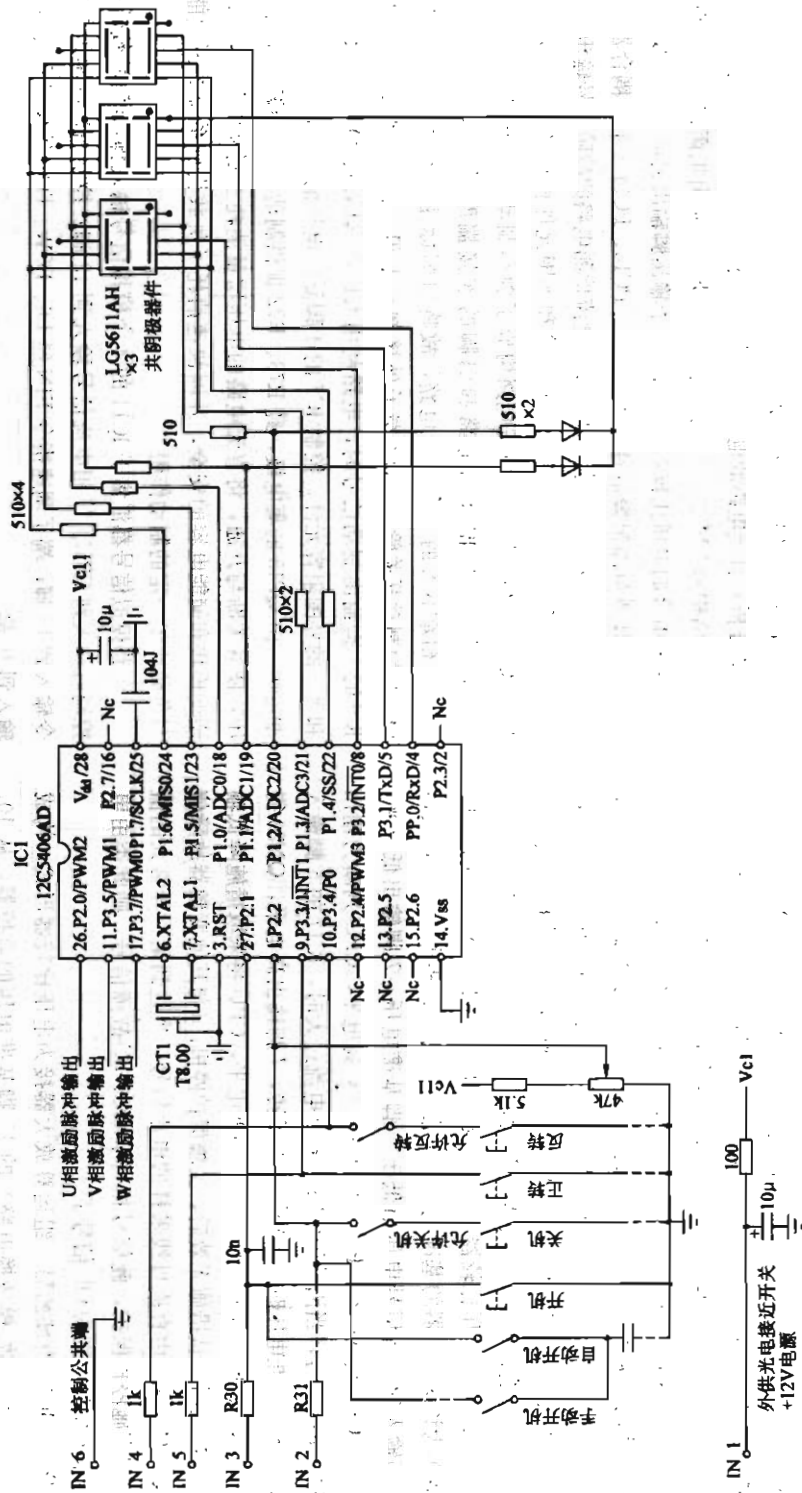 IC1
12C5406AD
26.P2.0/PWM2
11.P3.5/PWM1
17.P3.7/PWM0
6.XTAL2
7.XTAL1
3.RST
27.P2.1
1.P2.2
9.P3.3/INT1
10.P3.4/P0
12.P2.4/PWM3
13.P2.5
15.P2.6
14.Vss
Vdd/28
P2.7/16
P1.7/SCLK/25
P1.6/MIS0/24
P1.5/MIS1/23
P1.0/ADC0/18
P1.1/ADC1/19
P1.2/ADC2/20
P1.3/ADC3/21
P1.4/SS/22
P3.2/INT0/8
P3.1/TxD/5
PP.0/RxD/4
P2.3/2
Nc
Nc
Nc
Nc
Nc
U相激励脉冲输出
V相激励脉冲输出
W相激励脉冲输出
CT1
T8.00
IN 6
控制公共端
IN 4
1k
IN 5
1k
IN 3
R30
IN 2
R31
10n
Vc11
5.1k
47k
允许反转
反转
正转
允许关机
关机
开机
自动开机
手动开机
IN 1
外供光电接近开关
+12V电源
10μ
+
100
Vc1
Vc11
10μ
+
104J
510×4
510
510×2
510
×2
LG5611AH
×3
共阴极器件